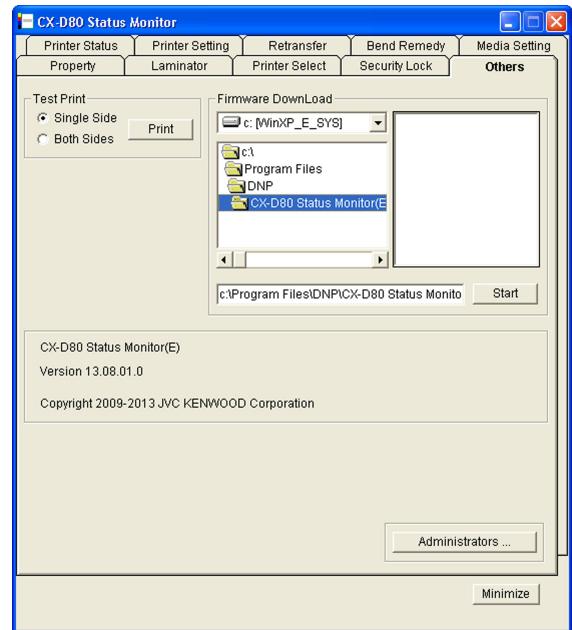 CX-D80 Status Monitor
Printer Status Printer Setting Retransfer Bend Remedy Media Setting
Property Laminator Printer Select Security Lock Others
Test Print
Single Side
Both Sides
Print
Firmware DownLoad
c: [WinXP_E_SYS]
c:\
Program Files
DNP
CX-D80 Status Monitor(E
c:\Program Files\DNP\CX-D80 Status Monito
Start
CX-D80 Status Monitor(E)
Version 13.08.01.0
Copyright 2009-2013 JVC KENWOOD Corporation
Administrators ...
Minimize